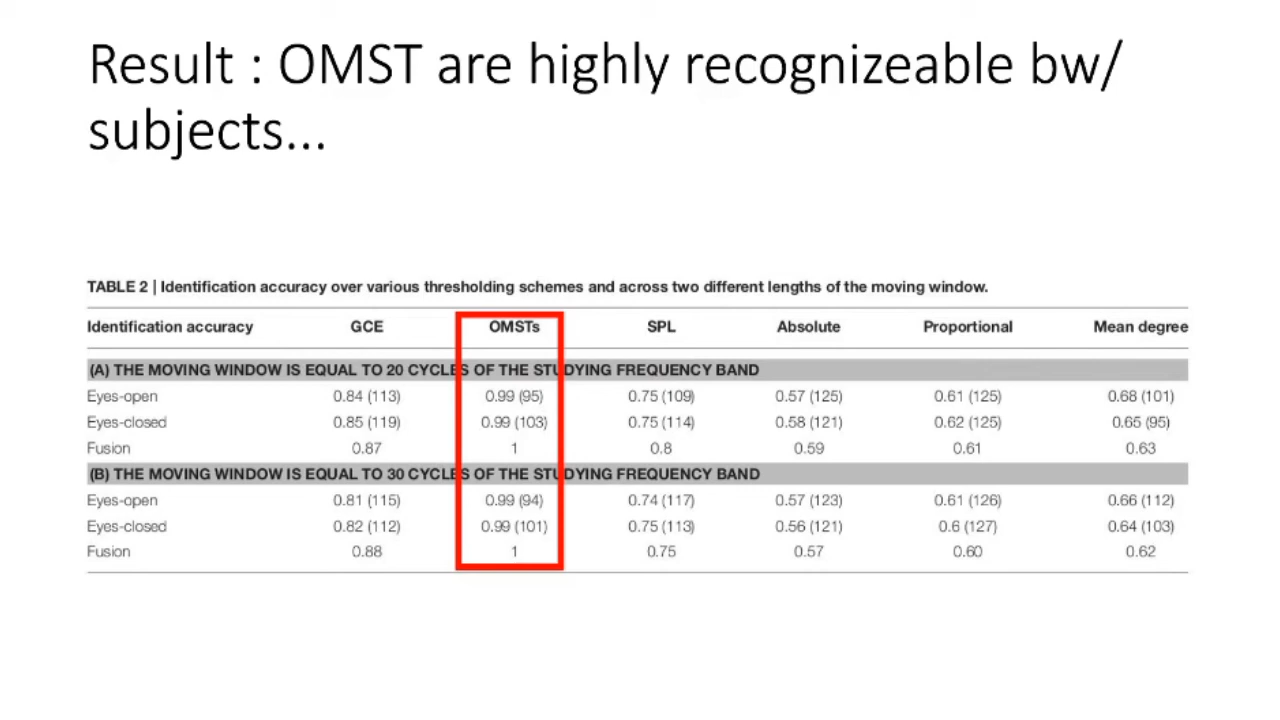 Result : OMST are highly recognizeable bw/
subjects...
TABLE 2 | Identification accuracy over various thresholding schemes and across two different lengths of the moving window.
Identification accuracy GCE OMSTs SPL Absolute Proportional Mean degree
(A) THE MOVING WINDOW IS EQUAL TO 20 CYCLES OF THE STUDYING FREQUENCY BAND
Eyes-open 0.84 (113) 0.99 (95) 0.75 (109) 0.57 (125) 0.61 (125) 0.68 (101)
Eyes-closed 0.85 (119) 0.99 (103) 0.75 (114) 0.58 (121) 0.62 (125) 0.65 (95)
Fusion 0.87 1 0.8 0.59 0.61 0.63
(B) THE MOVING WINDOW IS EQUAL TO 30 CYCLES OF THE STUDYING FREQUENCY BAND
Eyes-open 0.81 (115) 0.99 (94) 0.74 (117) 0.57 (123) 0.61 (126) 0.66 (112)
Eyes-closed 0.82 (112) 0.99 (101) 0.75 (113) 0.56 (121) 0.6 (127) 0.64 (103)
Fusion 0.88 1 0.75 0.57 0.60 0.62